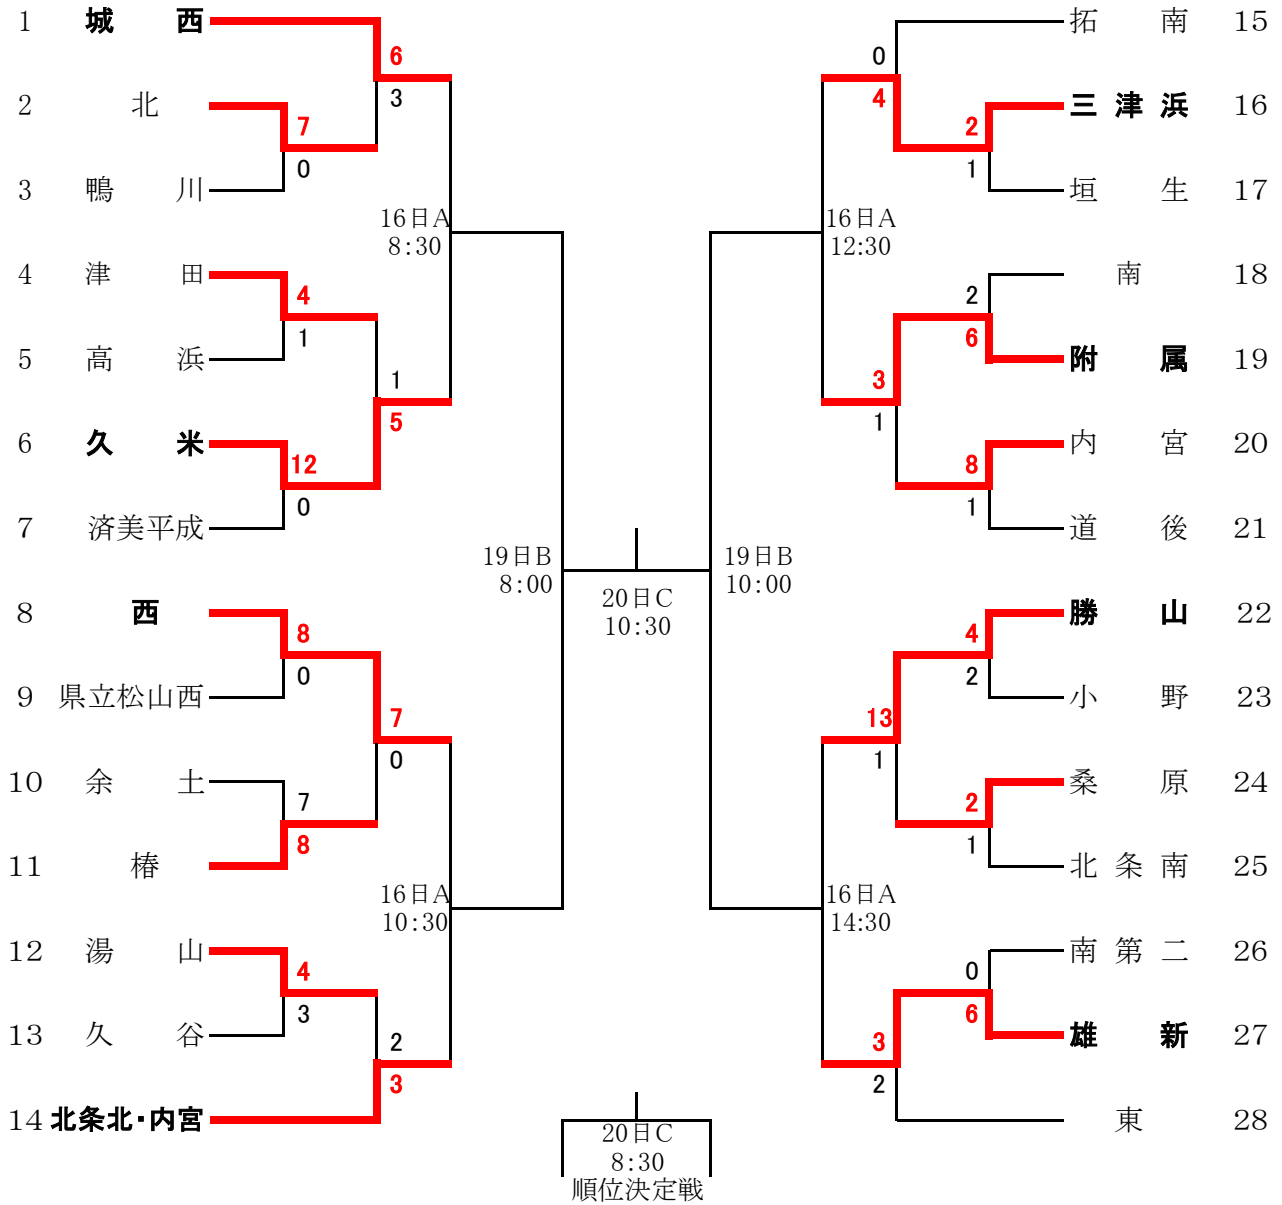 1 城西
6
3
2 北
7
0
3 鴨川
16日A
8:30
4 津田
4
1
5 高浜
1
5
6 久米
12
0
7 済美平成
19日B
8:00
8 西
8
0
9 県立松山西
7
0
10 余土
7
8
11 椿
16日A
10:30
12 湯山
4
3
13 久谷
2
3
14 北条北・内宮
20日C
10:30
20日C
8:30
順位決定戦
拓南 15
0
4
三津浜 16
2
1
垣生 17
16日A
12:30
南 18
2
6
附属 19
3
1
内宮 20
8
1
道後 21
19日B
10:00
勝山 22
4
2
小野 23
13
1
桑原 24
2
1
北条南 25
16日A
14:30
南第二 26
0
6
雄新 27
3
2
東 28